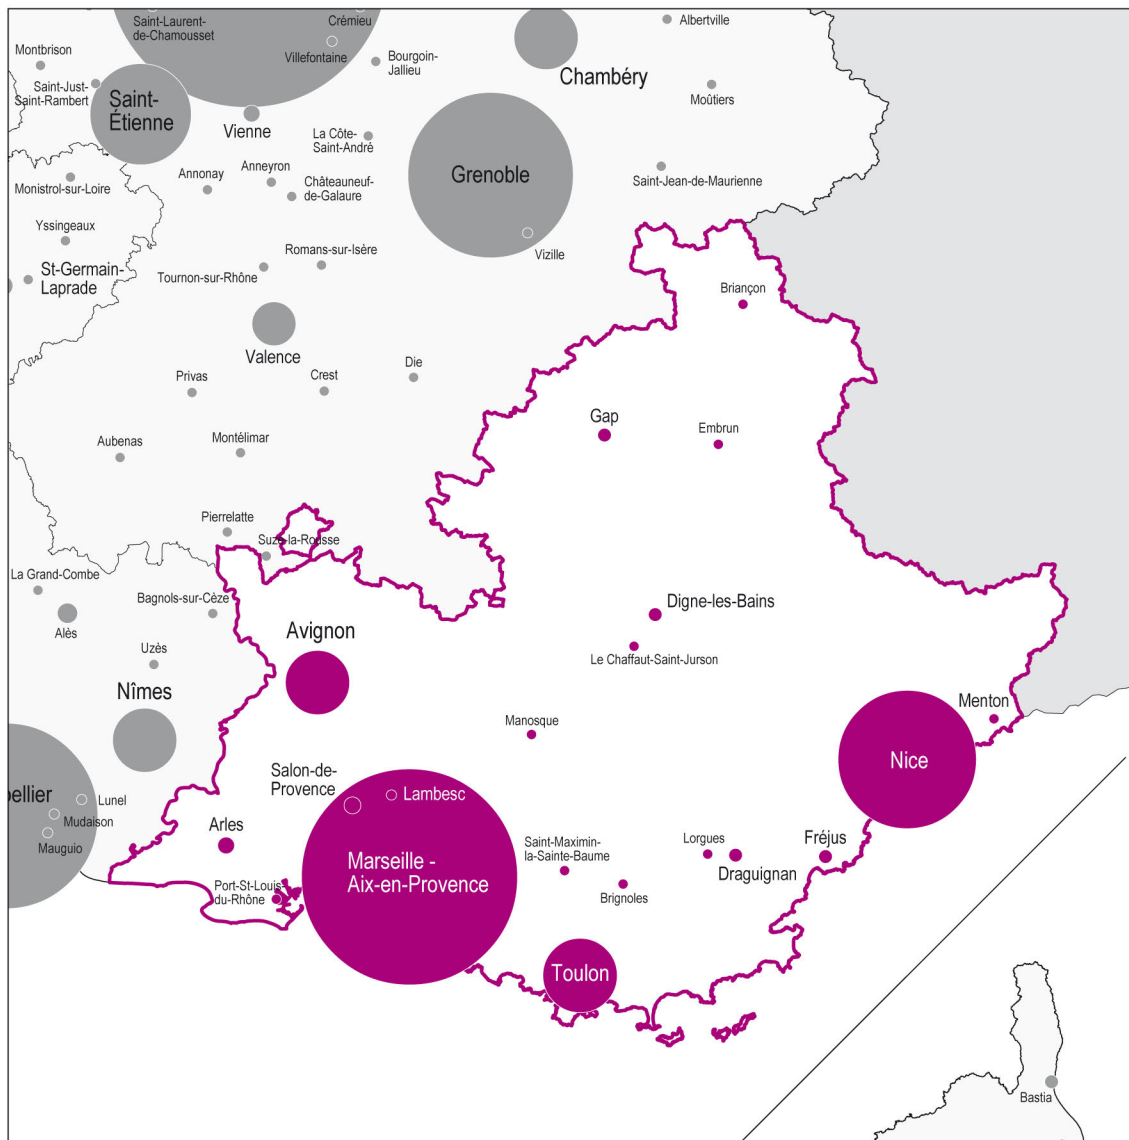 Saint-Laurent-
de-Chamousset
Crémieu
Albertville
Villefontaine
Montbrison
Bourgoin-
Jallieu
Chambéry
Saint-Just-
Saint-Rambert
Moûtiers
Saint-
Étienne
Vienne
La Côte-
Saint-André
Grenoble
Annonay
Anneyron
Châteauneuf-
de-Galaure
Saint-Jean-de-Maurienne
Monistrol-sur-Loire
Yssingeaux
Romans-sur-Isère
Vizille
St-Germain-
Laprade
Tournon-sur-Rhône
Briançon
Valence
Privas
Crest
Die
Gap
Embrun
Aubenas
Montélimar
Pierrelatte
Suze-la-Rousse
La Grand-Combe
Bagnols-sur-Cèze
Digne-les-Bains
Alès
Avignon
Uzès
Le Chaffaut-Saint-Jurson
Nîmes
Manosque
Menton
Nice
Salon-de-
Provence
Lambesc
pellier
Lunel
Mudaison
Mauguio
Arles
Marseille -
Aix-en-Provence
Saint-Maximin-
la-Sainte-Baume
Lorgues
Draguignan
Fréjus
Port-St-Louis-
du-Rhône
Brignoles
Toulon
Bastia